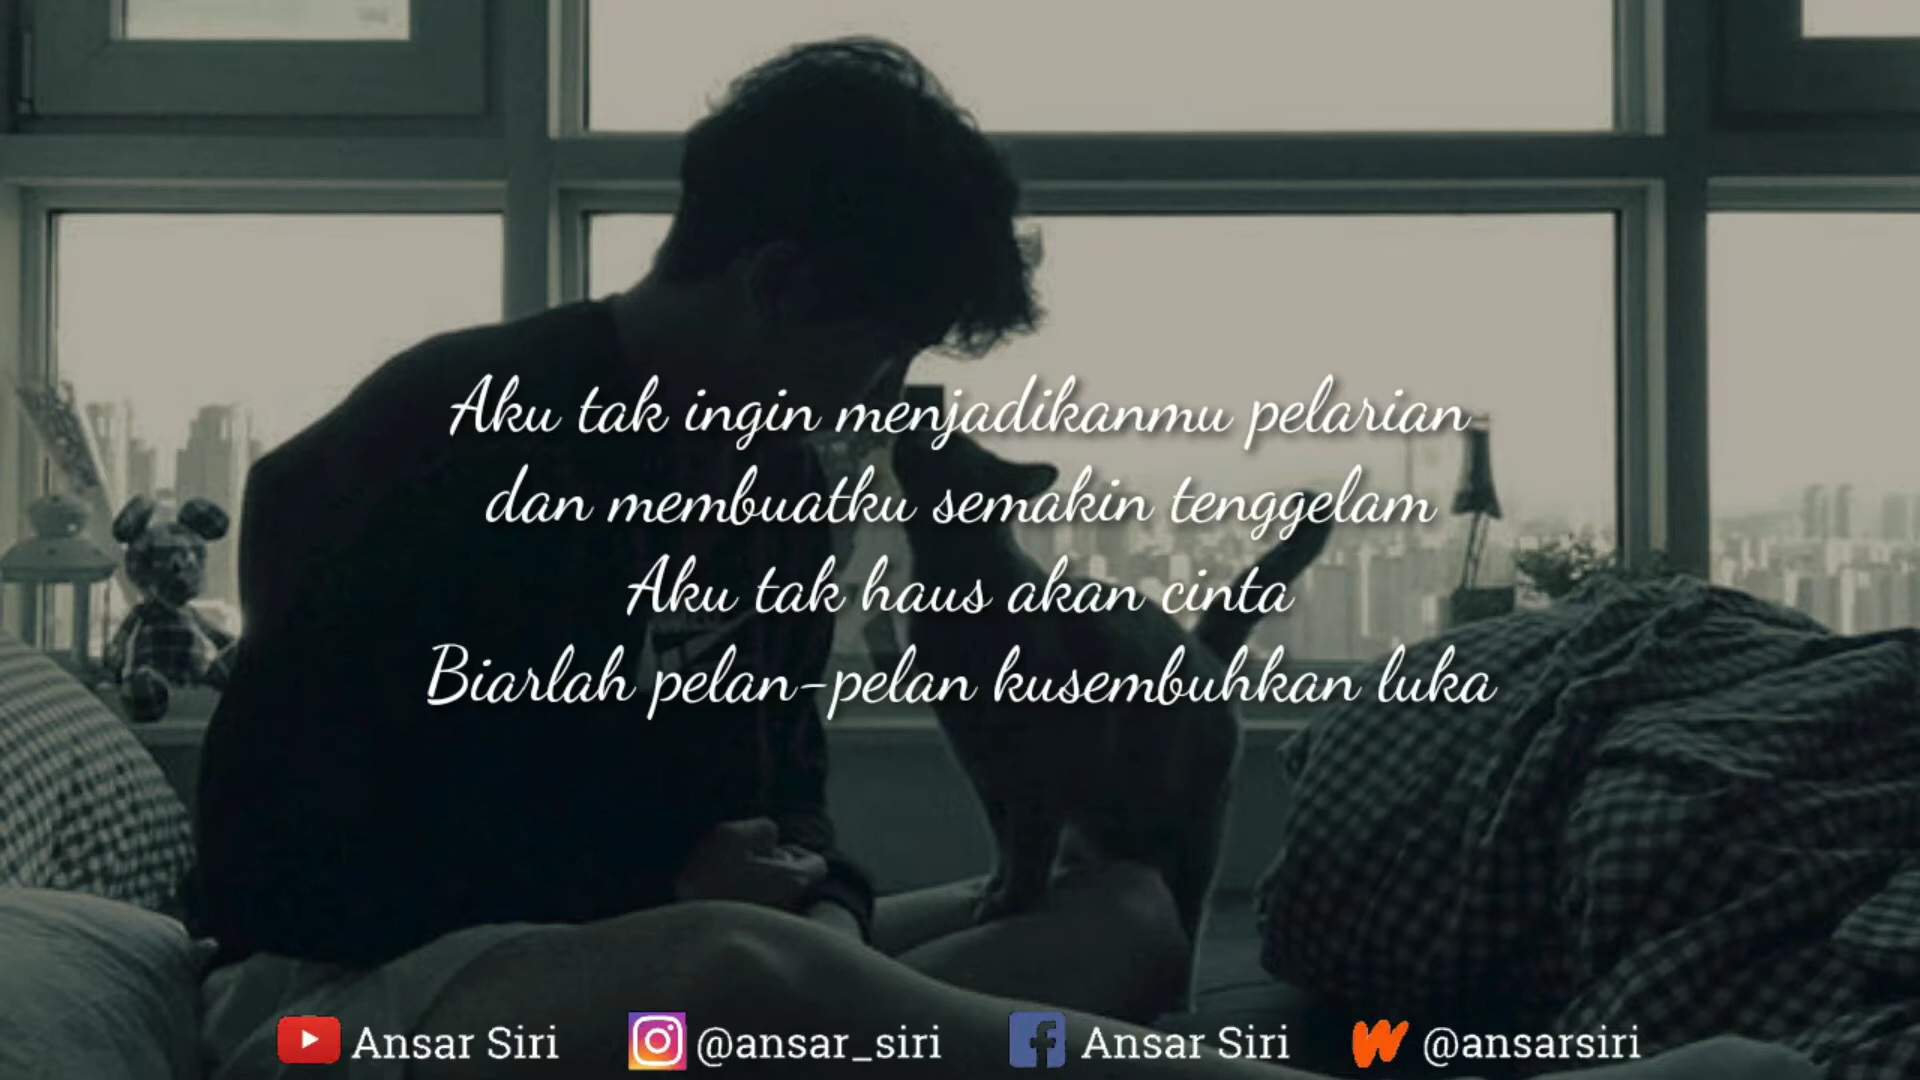 Aku tak ingin menjadikanmu pelarian
dan membuatku semakin tenggelam
Aku tak haus akan cinta
Biarlah pelan-pelan kusembuhkan luka
Ansar Siri @ansar_siri Ansar Siri @ansarsiri